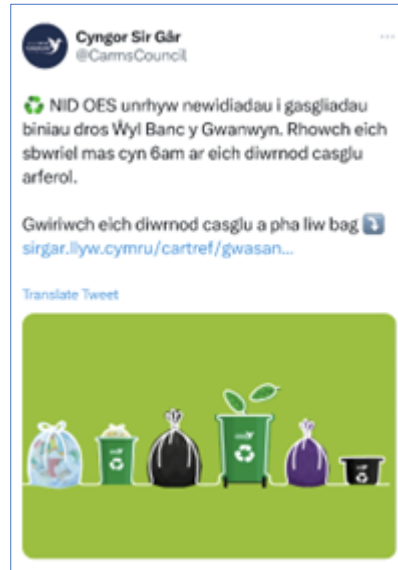 Cyngor Sir Gâr
@CarmsCouncil
NID OES unrhyw newidiadau i gasgliadau
biniau dros Ŵyl Banc y Gwanwyn. Rhowch eich
sbwriel mas cyn 6am ar eich diwrnod casglu
arferol.
Gwiriwch eich diwrnod casglu a pha liw bag
sirgar.llyw.cymru/cartref/gwasan...
Translate Tweet